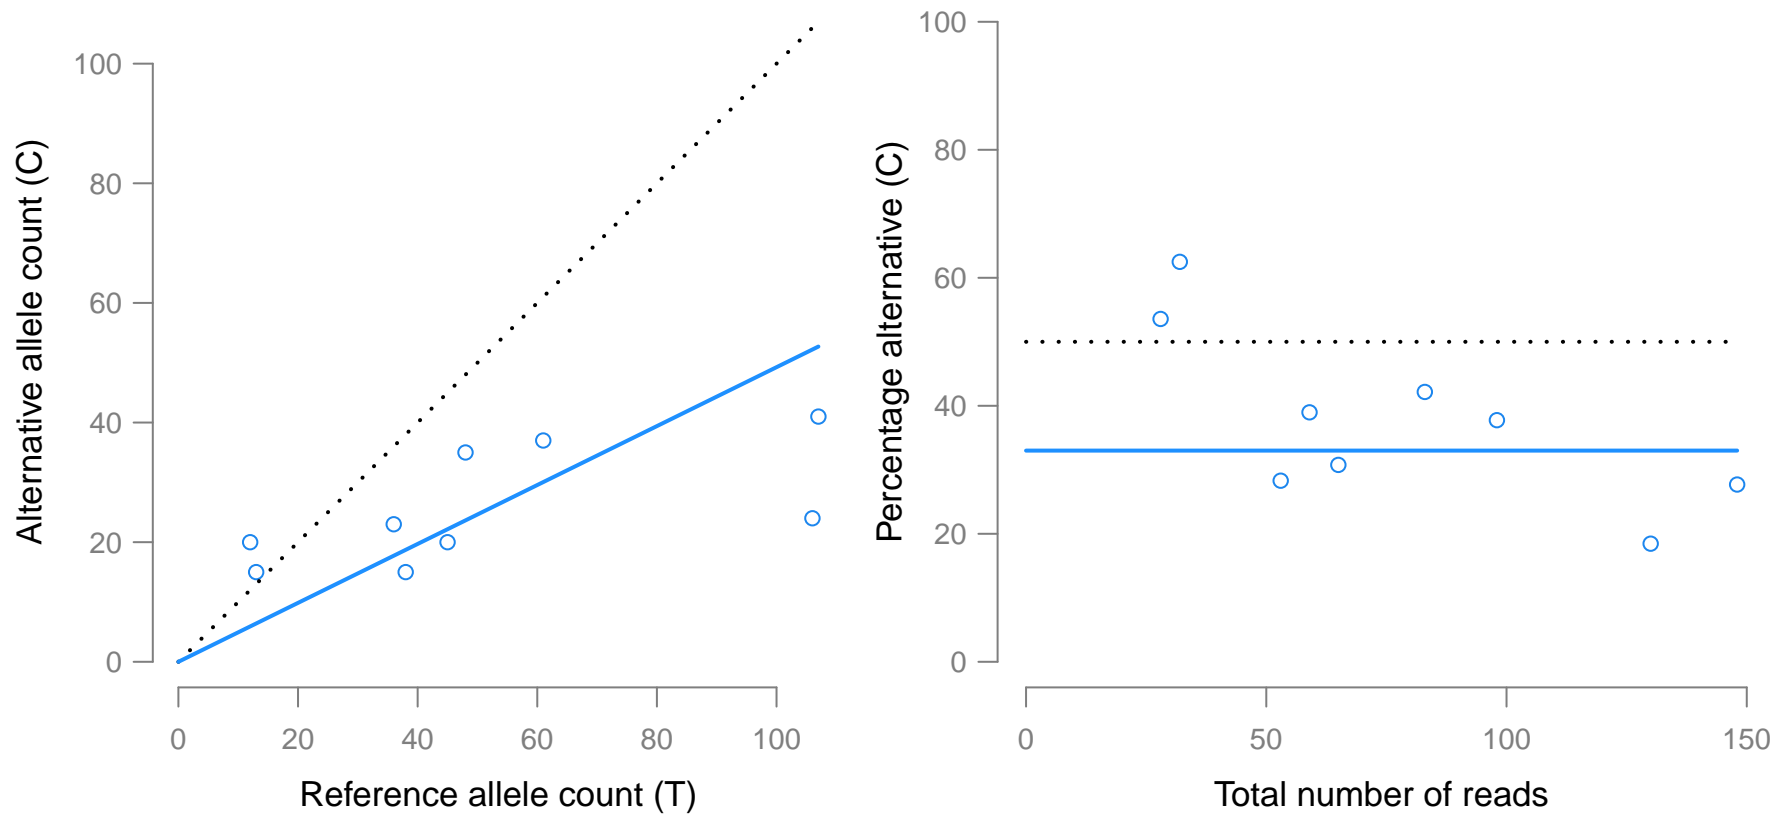 Alternative allele count (C)
100
80
60
40
20
0
0 20 40 60 80 100
Reference allele count (T)
Percentage alternative (C)
100
80
60
40
20
0
0 50 100 150
Total number of reads